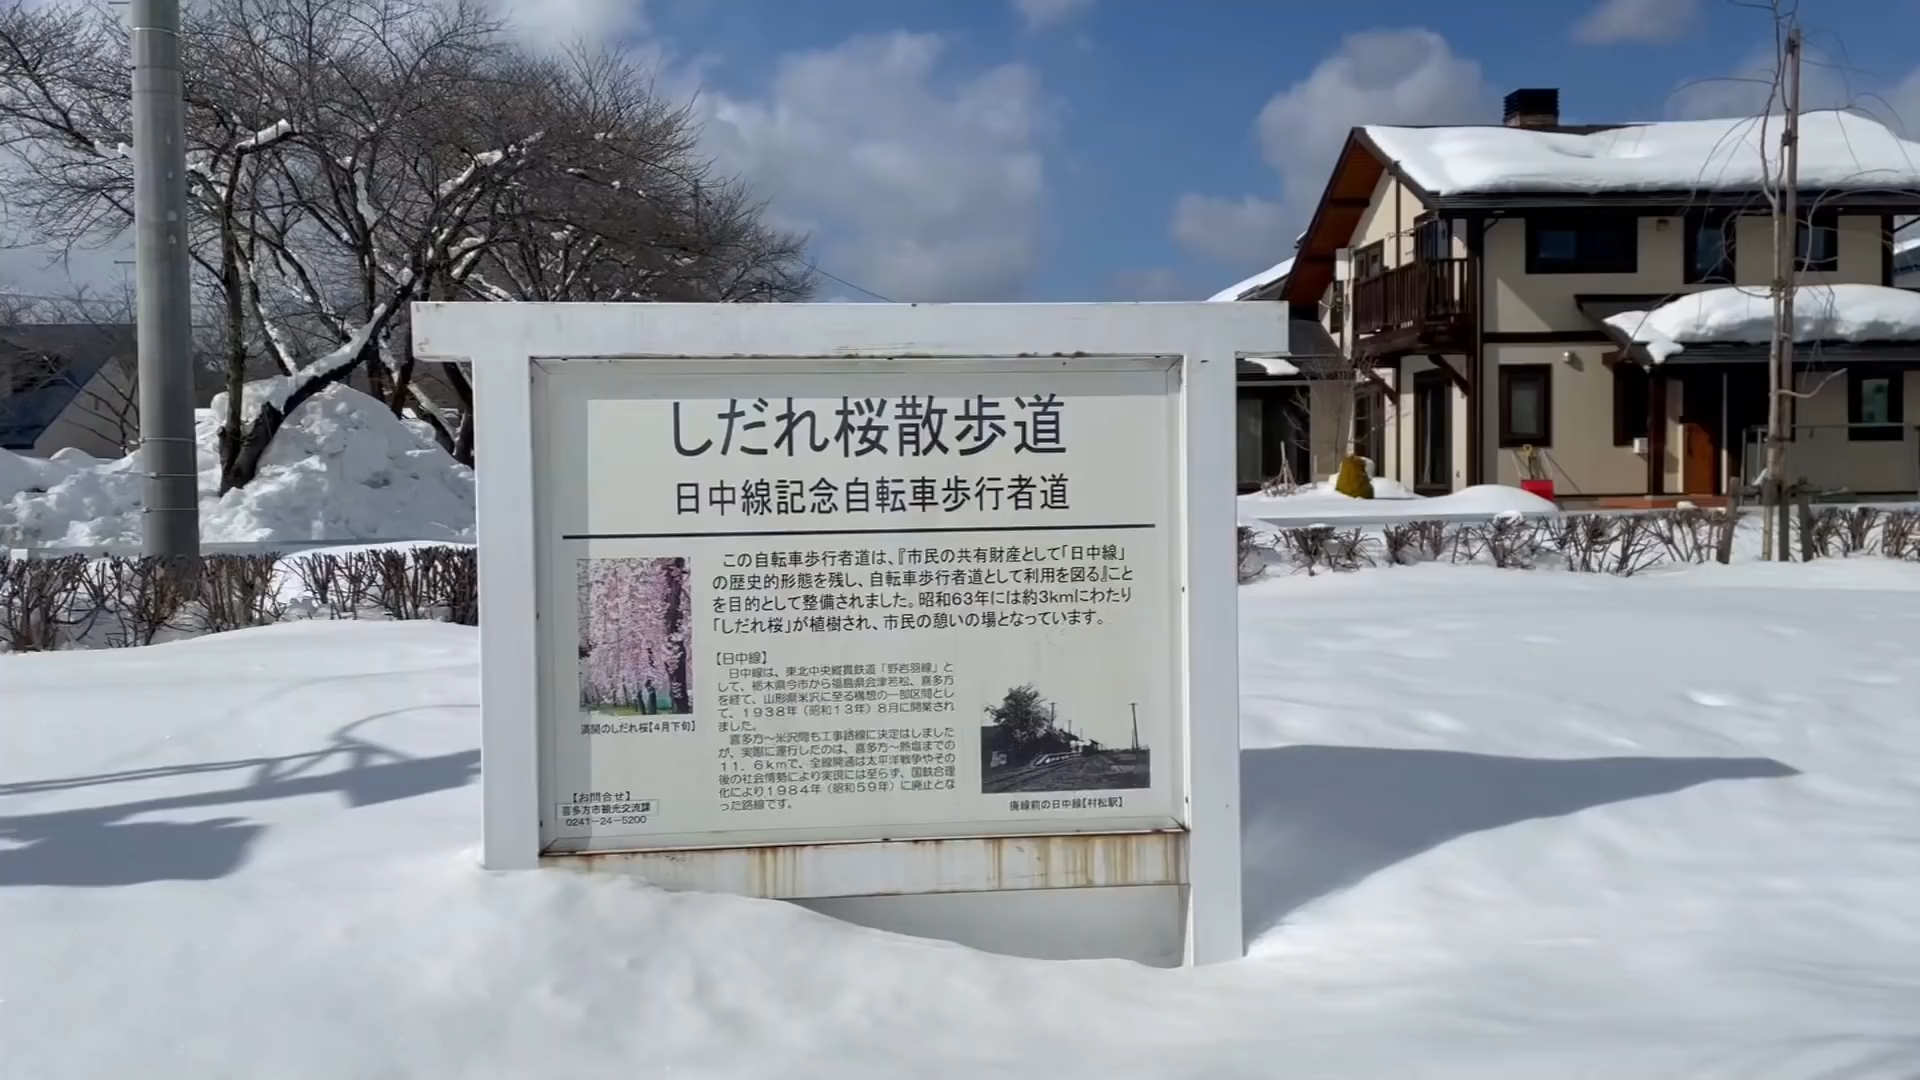 しだれ桜散歩道
日中線記念自転車歩行者道
この自転車歩行者道は、『市民の共有財産として「日中線」
の歴史的形態を残し、自転車歩行者道として利用を図る』こと
を目的として整備されました。昭和63年には約3kmにわたり
「しだれ桜」が植樹され、市民の憩いの場となっています。
満開のしだれ桜【4月下旬】
【日中線】
日中線は、東北中央縦貫鉄道「野岩羽線」と
して、栃木県今市から福島県会津若松、喜多方
を経て、山形県米沢に至る構想の一部区間とし
て、1938年(昭和13年)8月に開業され
ました。
喜多方~米沢間も工事路線に決定はしました
が、実際に運行したのは、喜多方~熱塩までの
11.6kmで、全線開通は太平洋戦争やその
後の社会情勢により実現には至らず、国鉄合理
化により1984年(昭和59年)に廃止とな
った路線です。
廃線前の日中線【村松駅】
【お問合せ】
喜多方市観光交流課
0241-24-5200